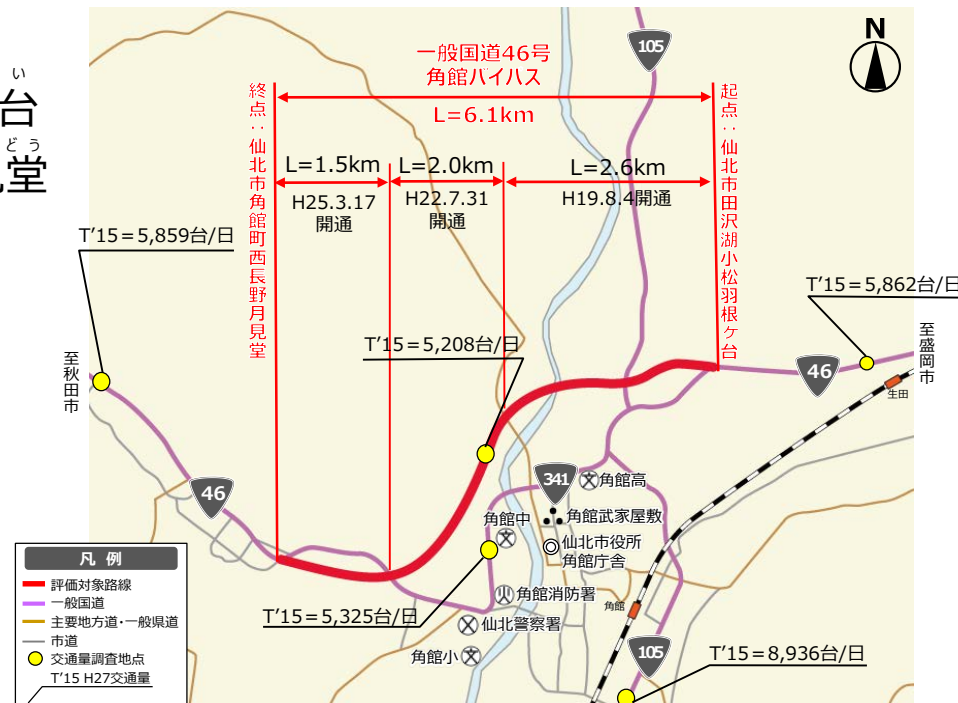 い
台
どう
堂
一般国道46号
角館バイパス
L=6.1km
終点：仙北市角館町西長野月見堂
起点：仙北市田沢湖小松羽根ケ台
L=1.5km
H25.3.17
開通
L=2.0km
H22.7.31
開通
L=2.6km
H19.8.4開通
N
105
T'15＝5,859台/日
T'15＝5,862台/日
T'15＝5,208台/日
至秋田市
至盛岡市
46
生田
46
341
角館高
角館武家屋敷
角館中
仙北市役所
角館庁舎
角館消防署
T'15＝5,325台/日
仙北警察署
角館
角館小
105
T'15＝8,936台/日
凡 例
評価対象路線
一般国道
主要地方道・一般県道
市道
交通量調査地点
T'15 H27交通量